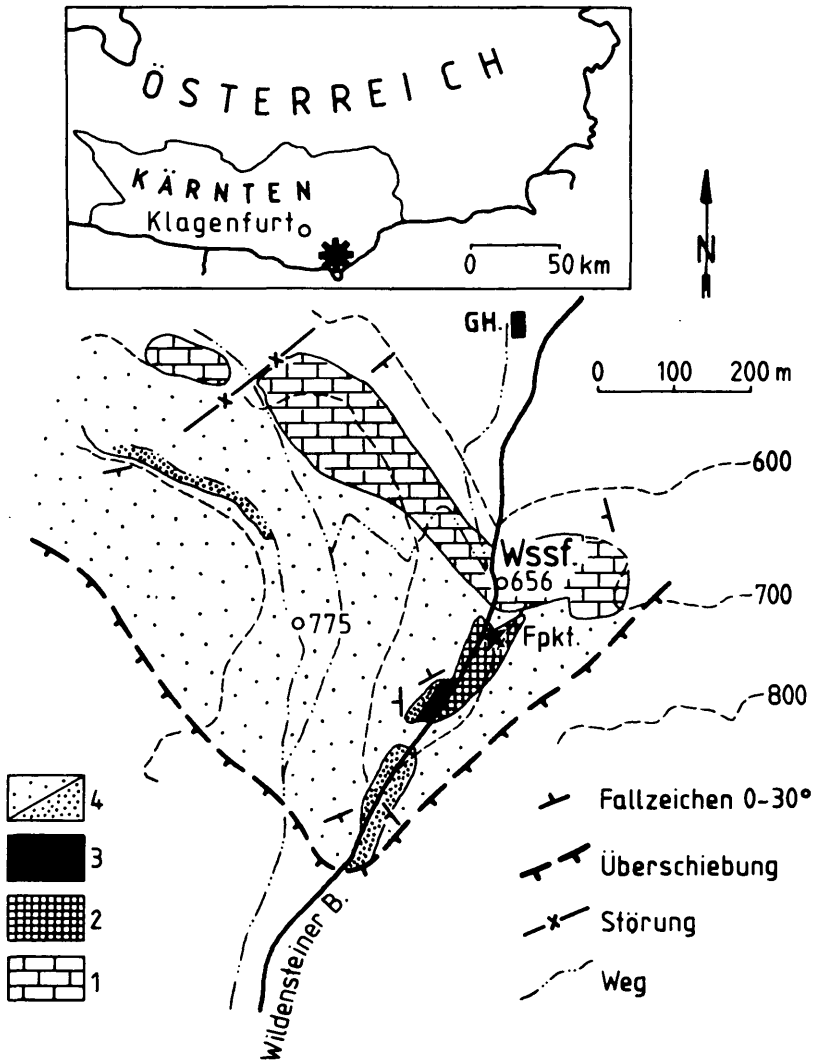 ÖSTERREICH
KÄRNTEN
Klagenfurt
0 50 km
N
GH.
0 100 200 m
600
Wssf.
656
700
Fpkt.
775
800
4
3
2
1
Fallzeichen 0-30°
Überschiebung
Störung
Weg
Wildensteiner B.